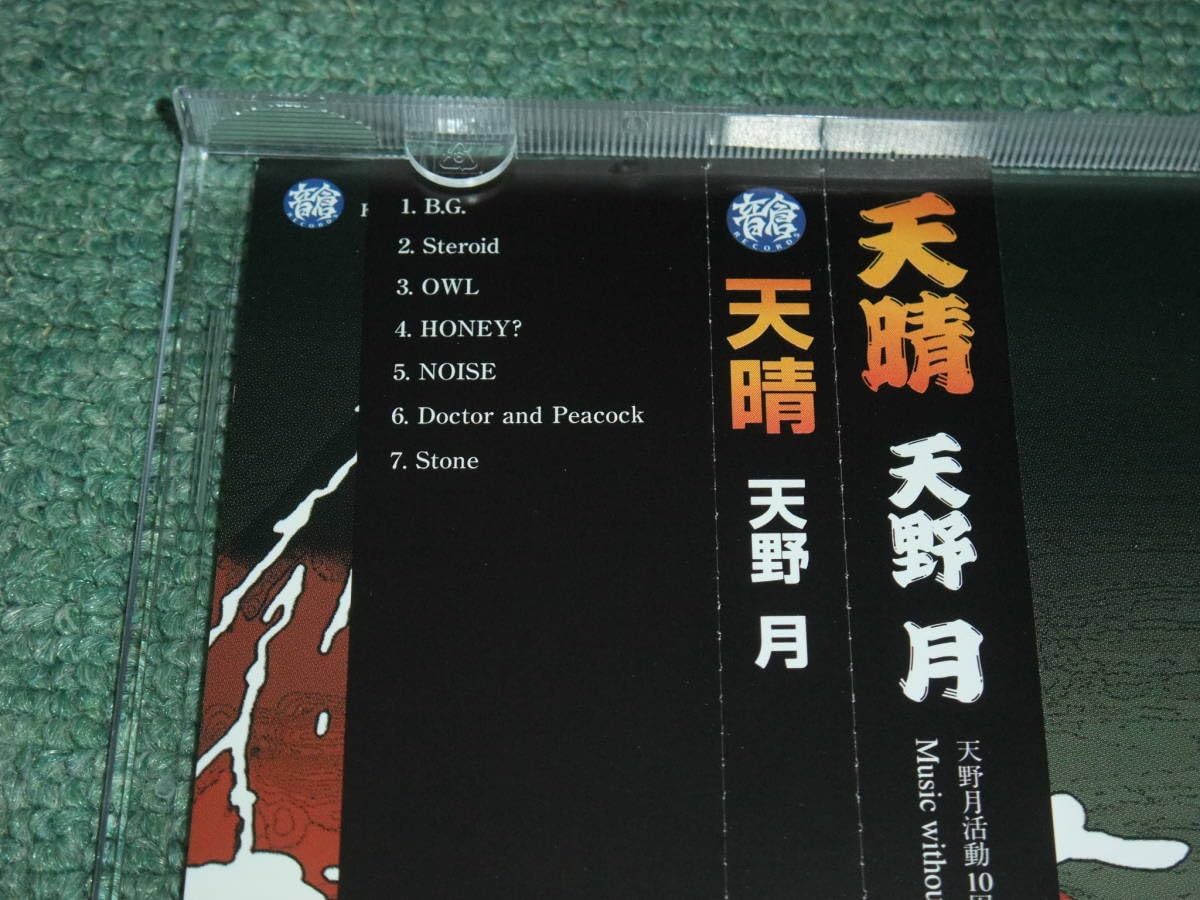 音倉
RECORDS
1. B.G.
2. Steroid
3. OWL
4. HONEY?
5. NOISE
6. Doctor and Peacock
7. Stone
音倉
RECORDS
天晴
天野 月
天晴
天野 月
天野月活動10周
Music withou